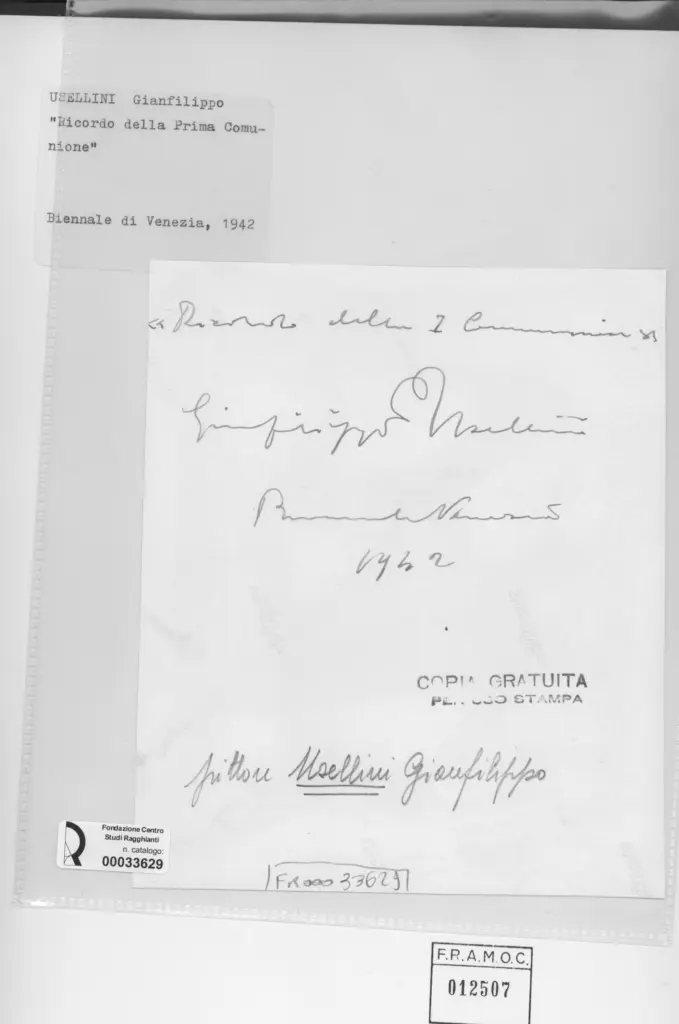 USELLINI Gianfilippo
"Ricordo della Prima Comu-
nione"
Biennale di Venezia, 1942
« Ricordo della I Comunione »
Gianfilippo Usellini
Biennale Venezia
1942
COPIA GRATUITA
PER USO STAMPA
pittore Usellini Gianfilippo
Fondazione Centro
Studi Ragghianti
n. catalogo:
00033629
FR00033629
F.R.A.M.O.C.
012507